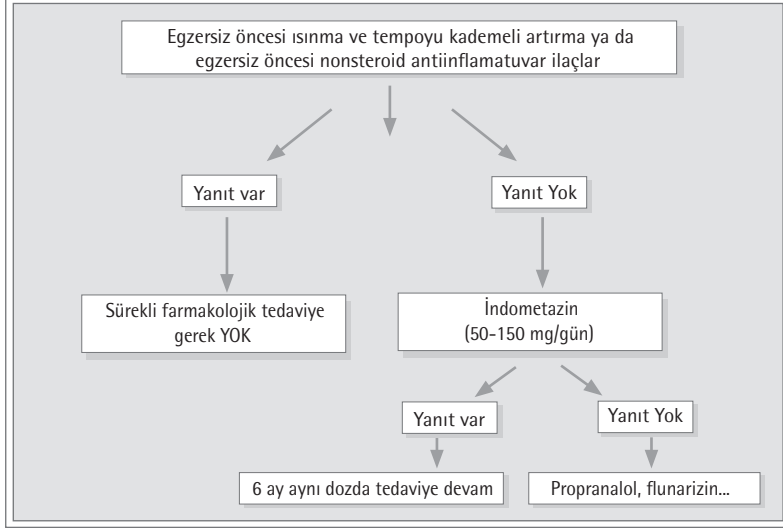 Egzersiz öncesi ısınma ve tempoyu kademeli artırma ya da
egzersiz öncesi nonsteroid antiinflamatuvar ilaçlar
Yanıt var
Yanıt Yok
Sürekli farmakolojik tedaviye
gerek YOK
İndometazin
(50-150 mg/gün)
Yanıt var
Yanıt Yok
6 ay aynı dozda tedaviye devam
Propranalol, flunarizin...